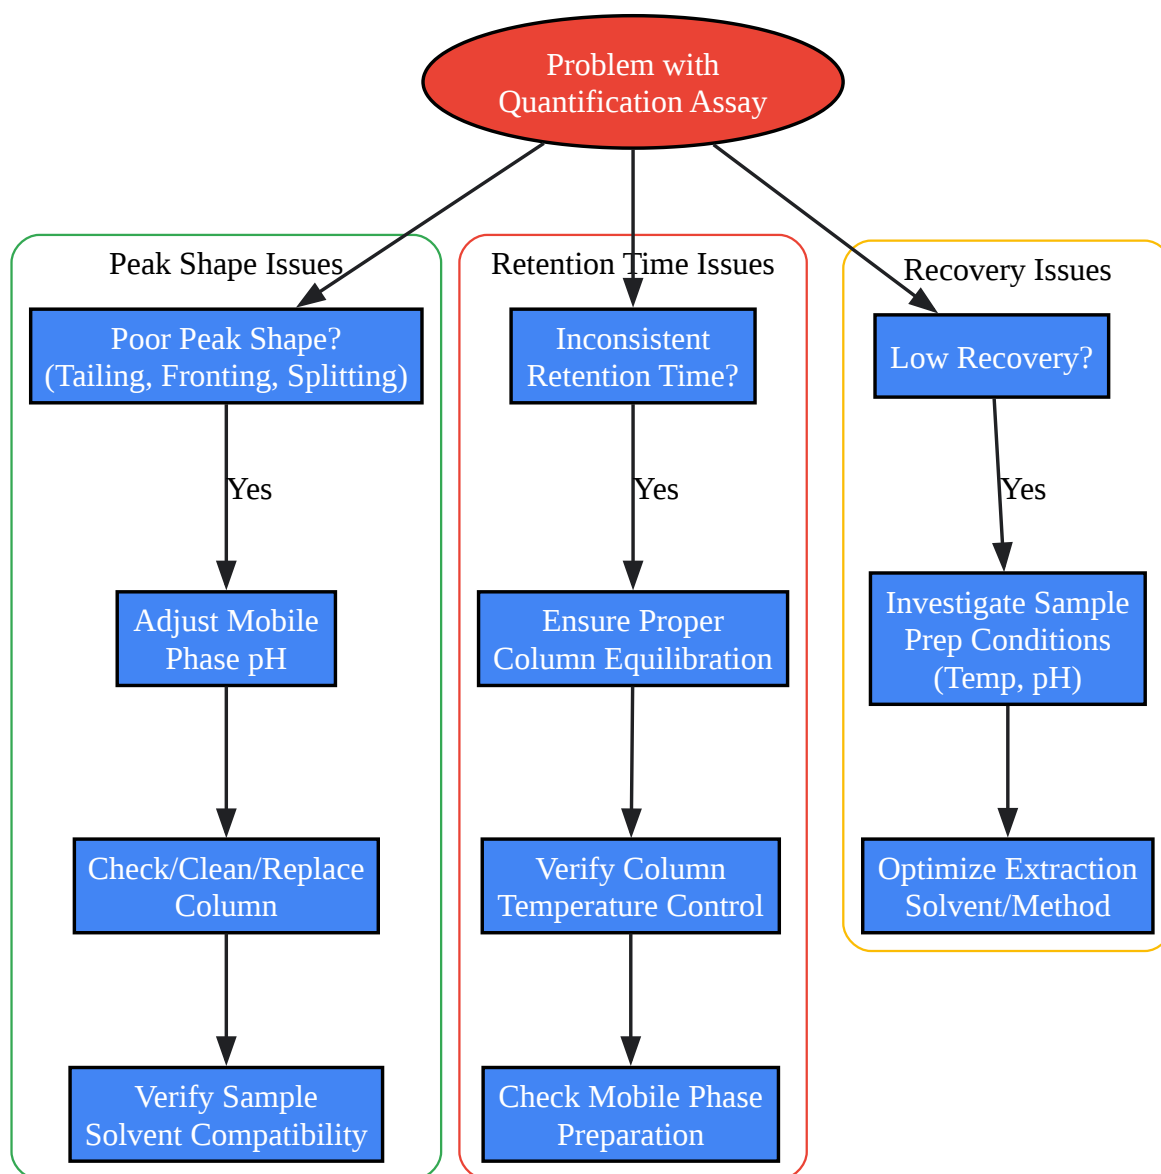 Problem with
Quantification Assay
Peak Shape Issues
Poor Peak Shape?
(Tailing, Fronting, Splitting)
Yes
Adjust Mobile
Phase pH
Check/Clean/Replace
Column
Verify Sample
Solvent Compatibility
Retention Time Issues
Inconsistent
Retention Time?
Yes
Ensure Proper
Column Equilibration
Verify Column
Temperature Control
Check Mobile Phase
Preparation
Recovery Issues
Low Recovery?
Yes
Investigate Sample
Prep Conditions
(Temp, pH)
Optimize Extraction
Solvent/Method